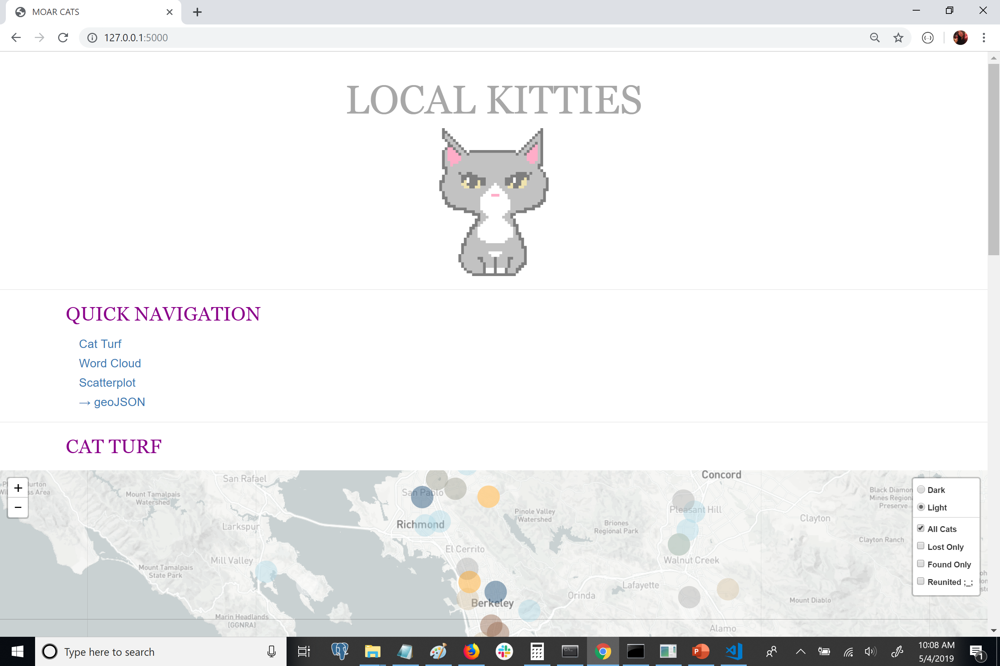 MOAR CATS
127.0.0.1:5000
LOCAL KITTIES
QUICK NAVIGATION
Cat Turf
Word Cloud
Scatterplot
→ geoJSON
CAT TURF
+
−
San Rafael
Mount Tamalpais
Watershed
Larkspur
Mill Valley
Mount Tamalpais
State Park
Marin Headlands
(GGNRA)
San Pablo
Richmond
El Cerrito
Berkeley
Pinole Valley
Watershed
Briones
Regional Park
Orinda
Lafayette
Concord
Pleasant Hill
Walnut Creek
Alamo
Clayton
Clayton Ranch
Mount Diablo
Mines Regional
Preserve
Dark
Light
All Cats
Lost Only
Found Only
Reunited ;_;
Type here to search
10:08 AM
5/4/2019
1